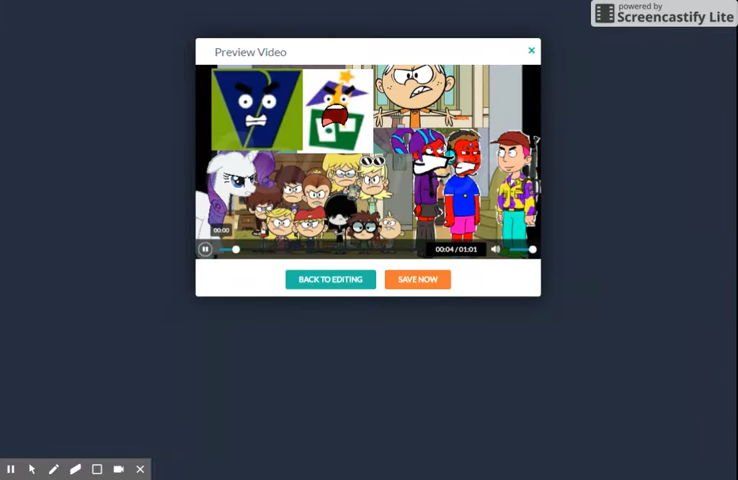 powered by
Screencastify Lite
Preview Video
00:00
00:04 / 01:01
BACK TO EDITING
SAVE NOW